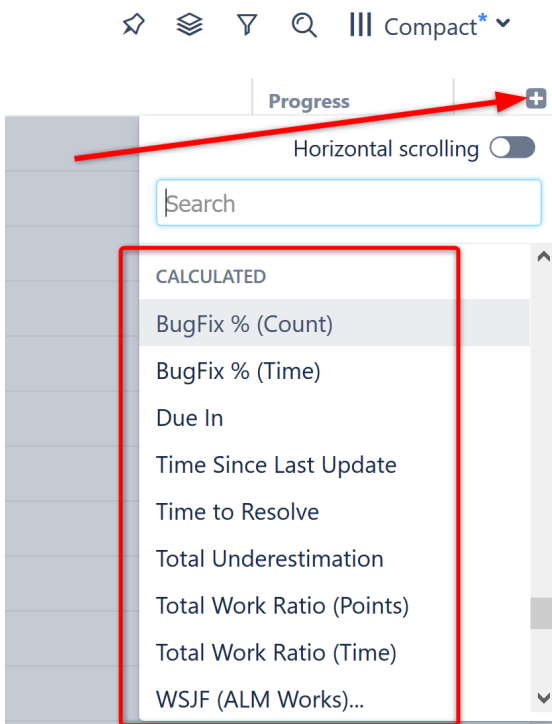 Compact*
Progress
Horizontal scrolling
Search
CALCULATED
BugFix % (Count)
BugFix % (Time)
Due In
Time Since Last Update
Time to Resolve
Total Underestimation
Total Work Ratio (Points)
Total Work Ratio (Time)
WSJF (ALM Works)...